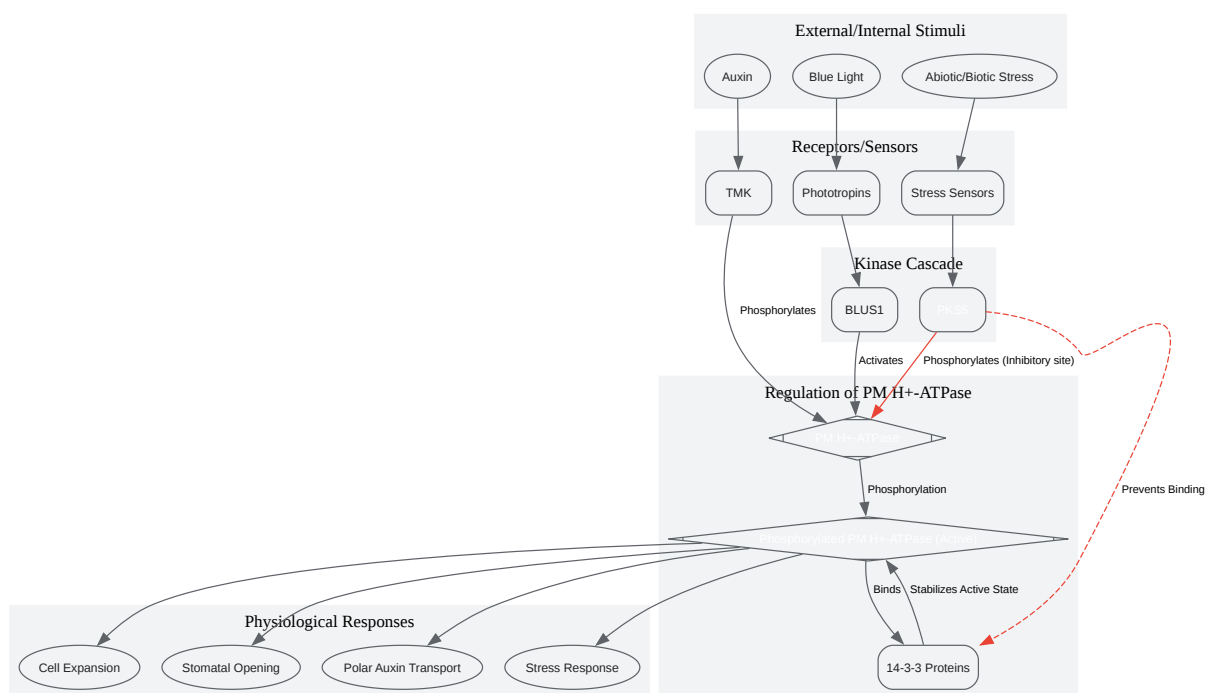 External/Internal Stimuli
Auxin
Blue Light
Abiotic/Biotic Stress
Receptors/Sensors
TMK
Phototropins
Stress Sensors
Kinase Cascade
BLUS1
PKS5
Phosphorylates
Activates
Phosphorylates (Inhibitory site)
Regulation of PM H+-ATPase
PM H+-ATPase
Phosphorylation
Prevents Binding
Phosphorylated PM H+-ATPase (Active)
Binds
Stabilizes Active State
Physiological Responses
Cell Expansion
Stomatal Opening
Polar Auxin Transport
Stress Response
14-3-3 Proteins